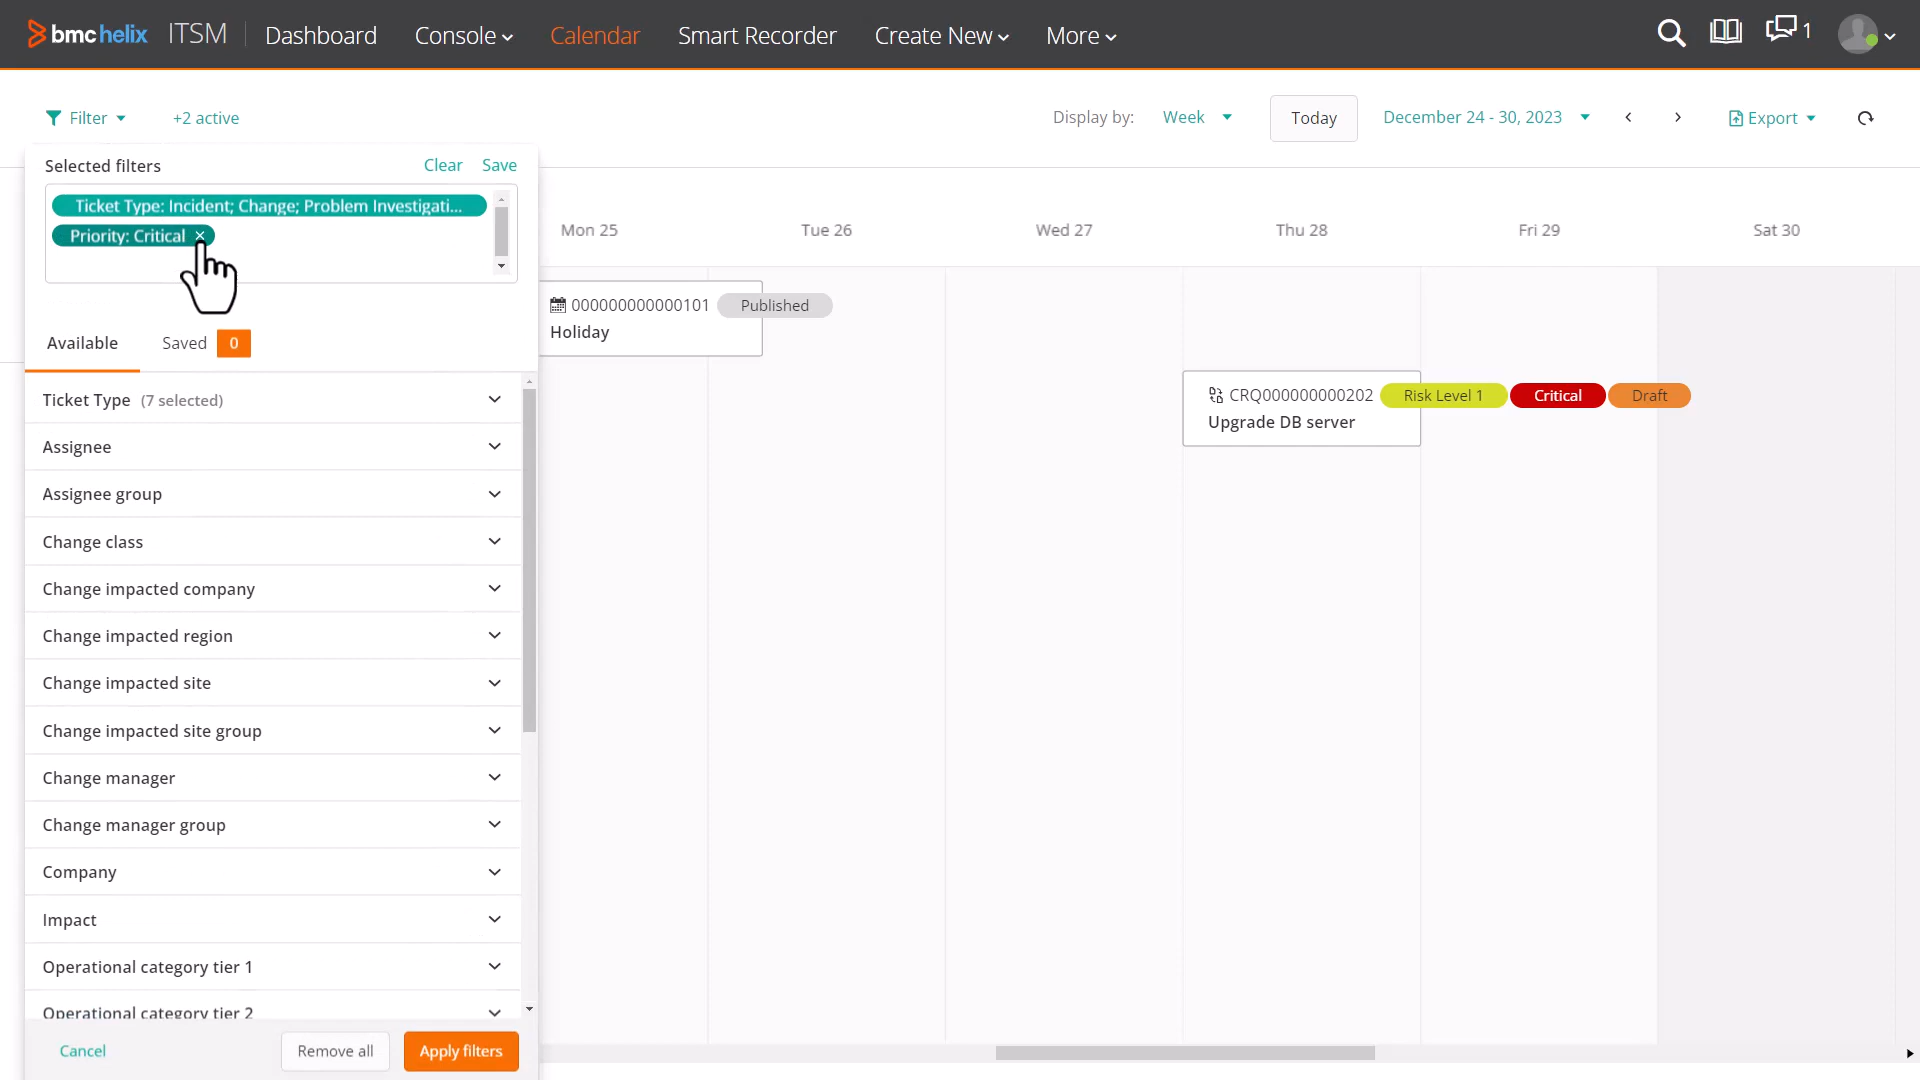 bmc helix ITSM Dashboard Console Calendar Smart Recorder Create New More 1
Filter +2 active Display by: Week Today December 24 - 30, 2023 Export
Selected filters Clear Save
Ticket Type: Incident; Change; Problem Investigati...
Priority: Critical ×
Mon 25 Tue 26 Wed 27 Thu 28 Fri 29 Sat 30
000000000000101 Published
Holiday
Available Saved 0
CRQ000000000202 Risk Level 1 Critical Draft
Upgrade DB server
Ticket Type (7 selected)
Assignee
Assignee group
Change class
Change impacted company
Change impacted region
Change impacted site
Change impacted site group
Change manager
Change manager group
Company
Impact
Operational category tier 1
Operational category tier 2
Cancel Remove all Apply filters